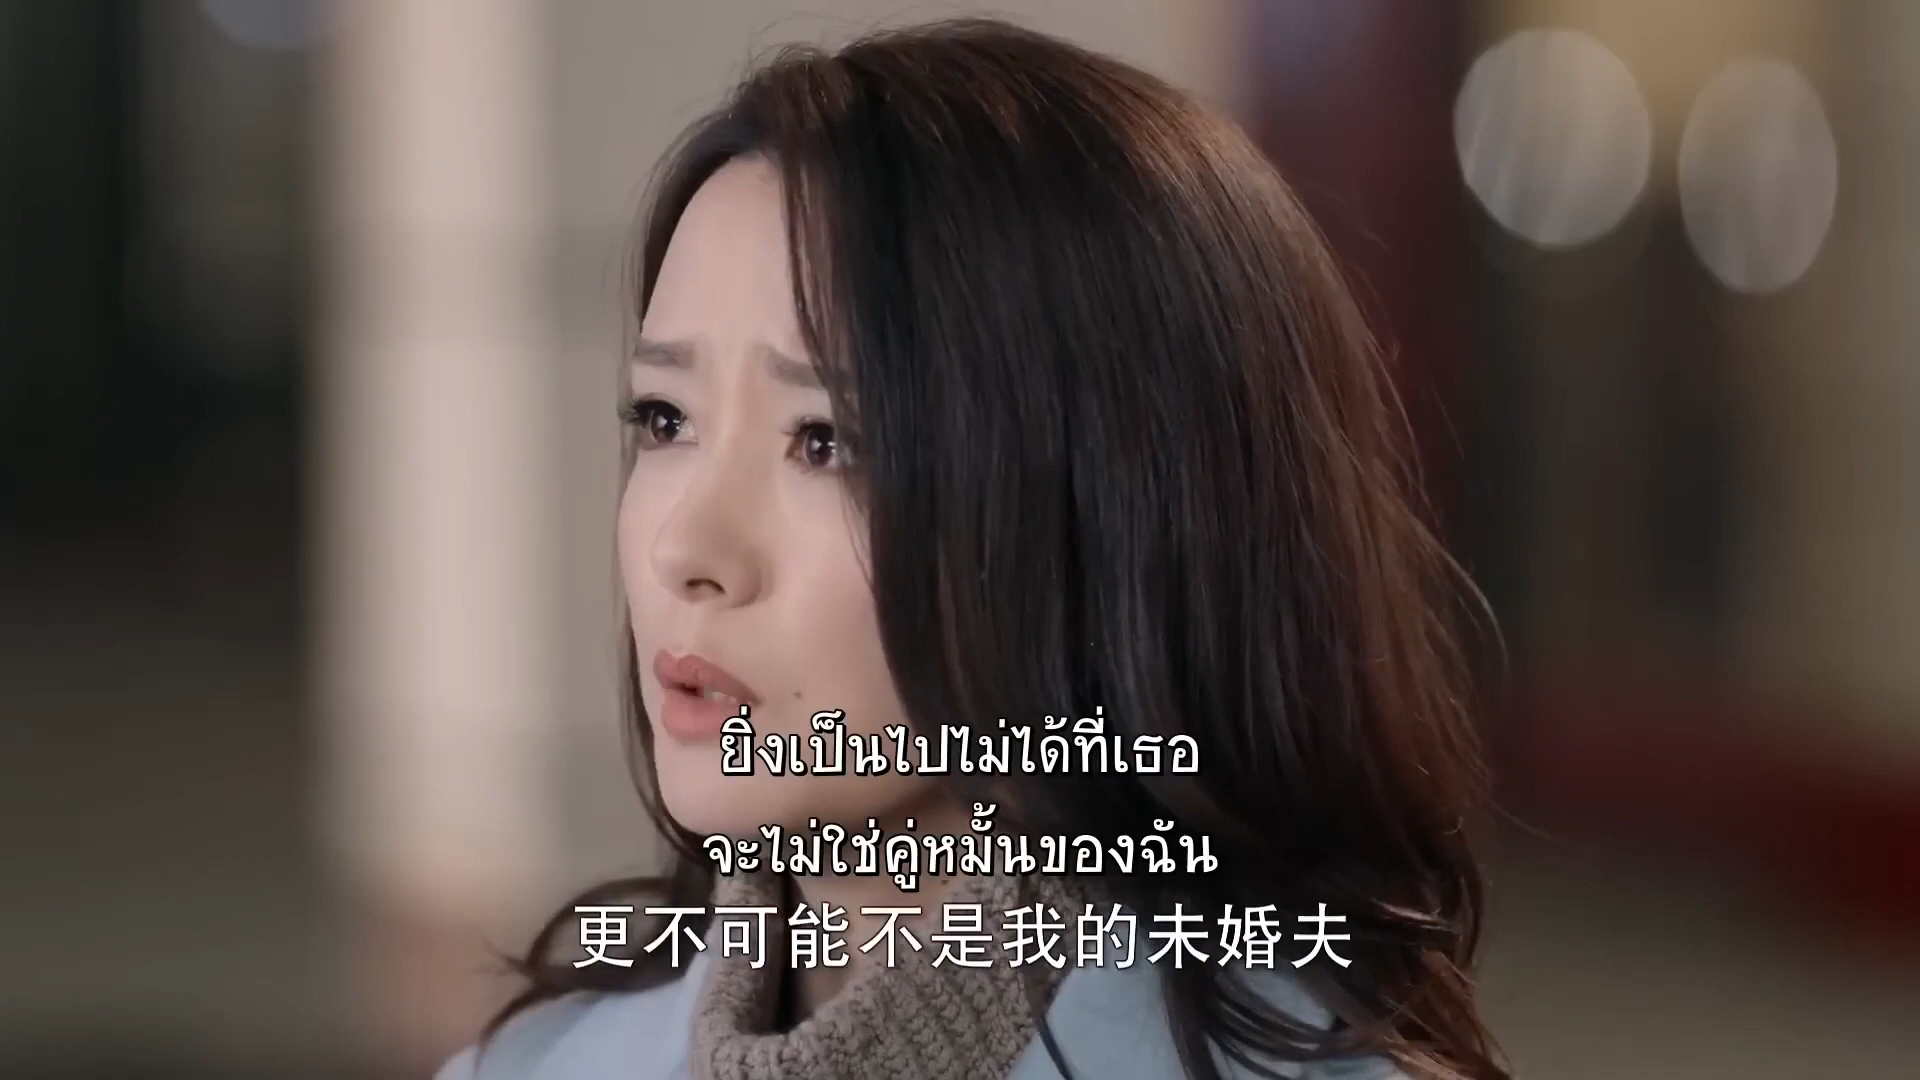 ยิ่งเป็นไปไม่ได้ที่เธอ
จะไม่ใช่คู่หมั้นของฉัน
更不可能不是我的未婚夫